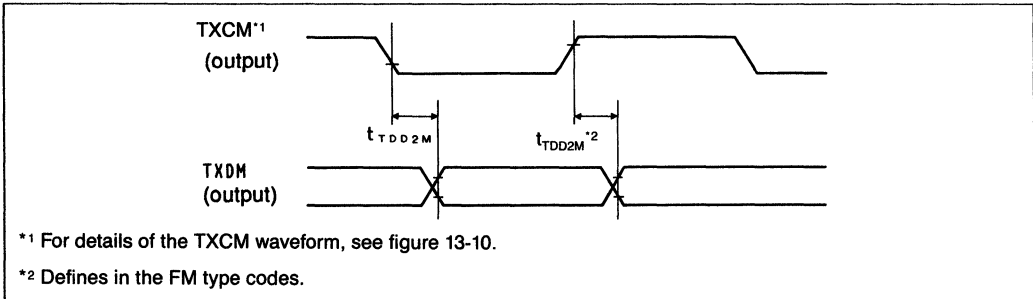 TXCM*1
(output)
tTDD2M
tTDD2M*2
TXDM
(output)
*1 For details of the TXCM waveform, see figure 13-10.
*2 Defines in the FM type codes.